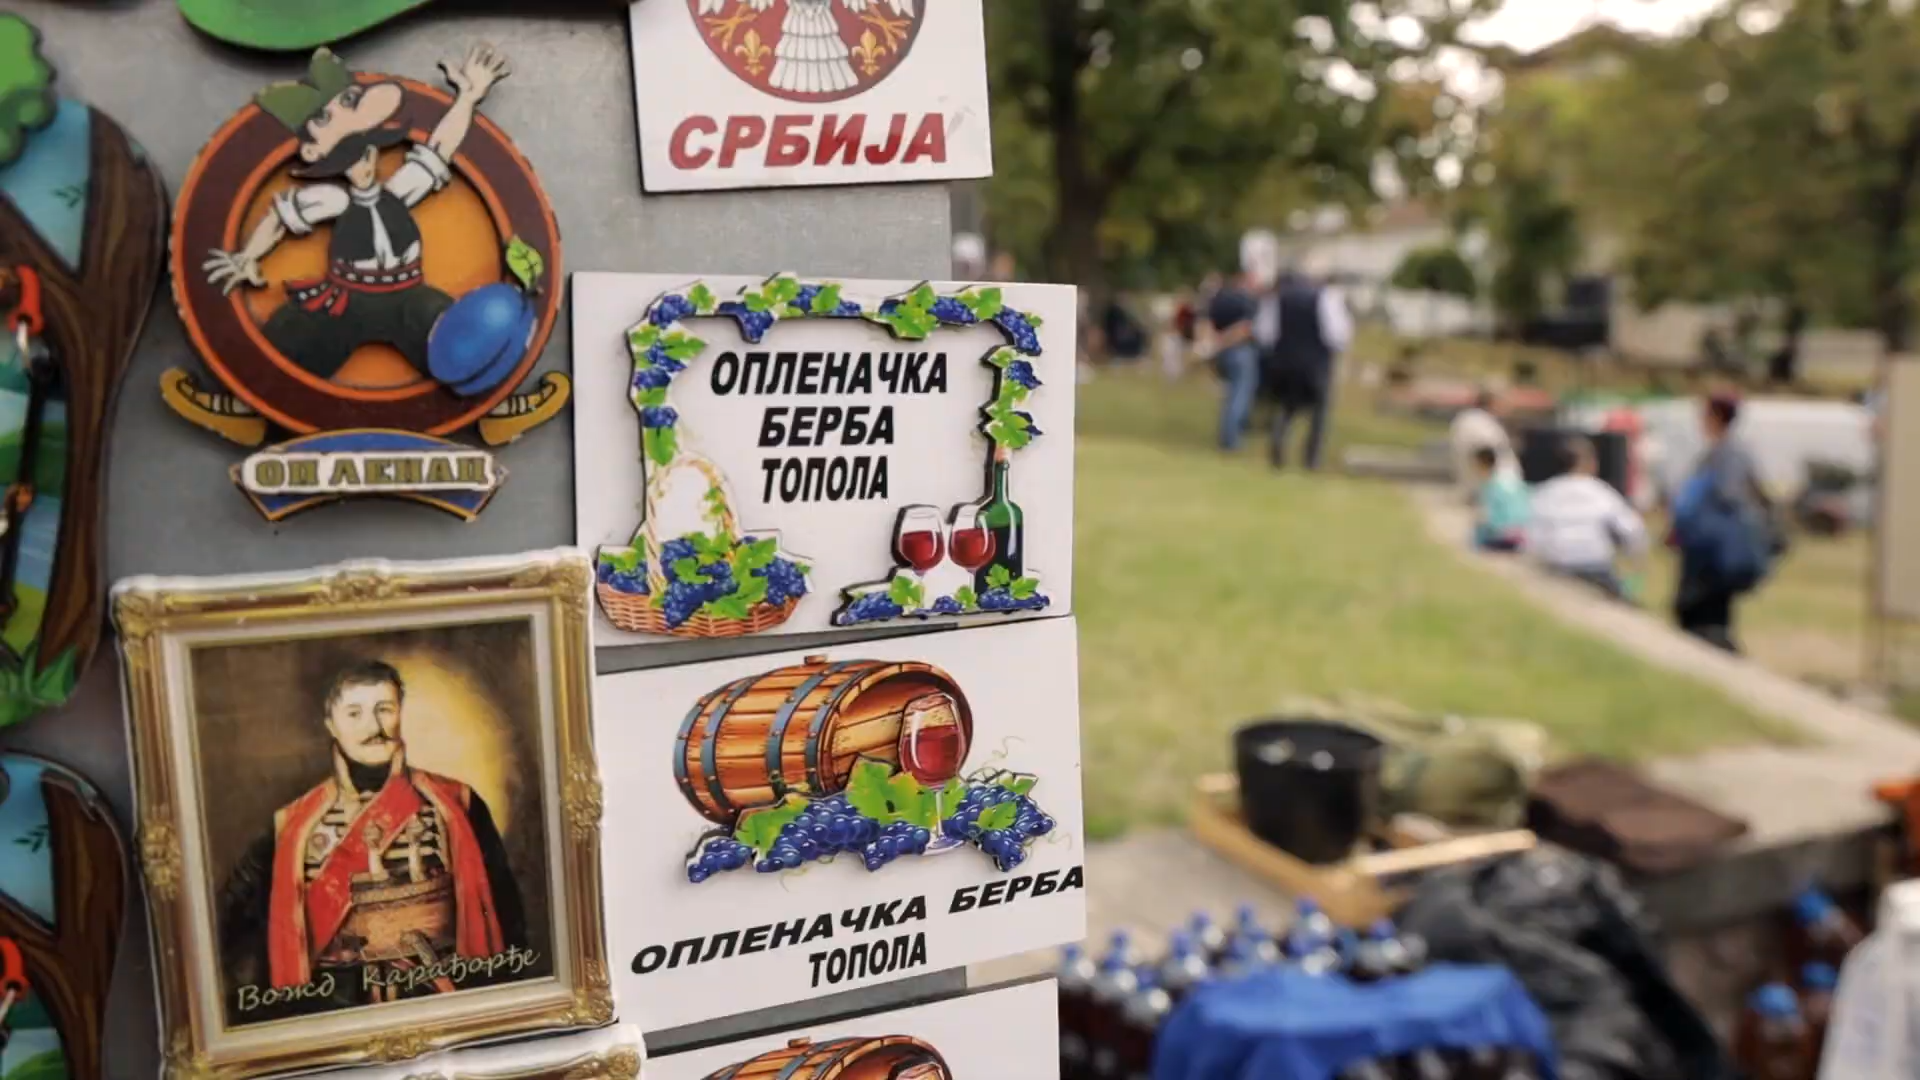 СРБИЈА
ОПЛЕНАЧКА
БЕРБА
ТОПОЛА
ОПЛЕНАЦ
Вожд Карађорђе
ОПЛЕНАЧКА БЕРБА
ТОПОЛА